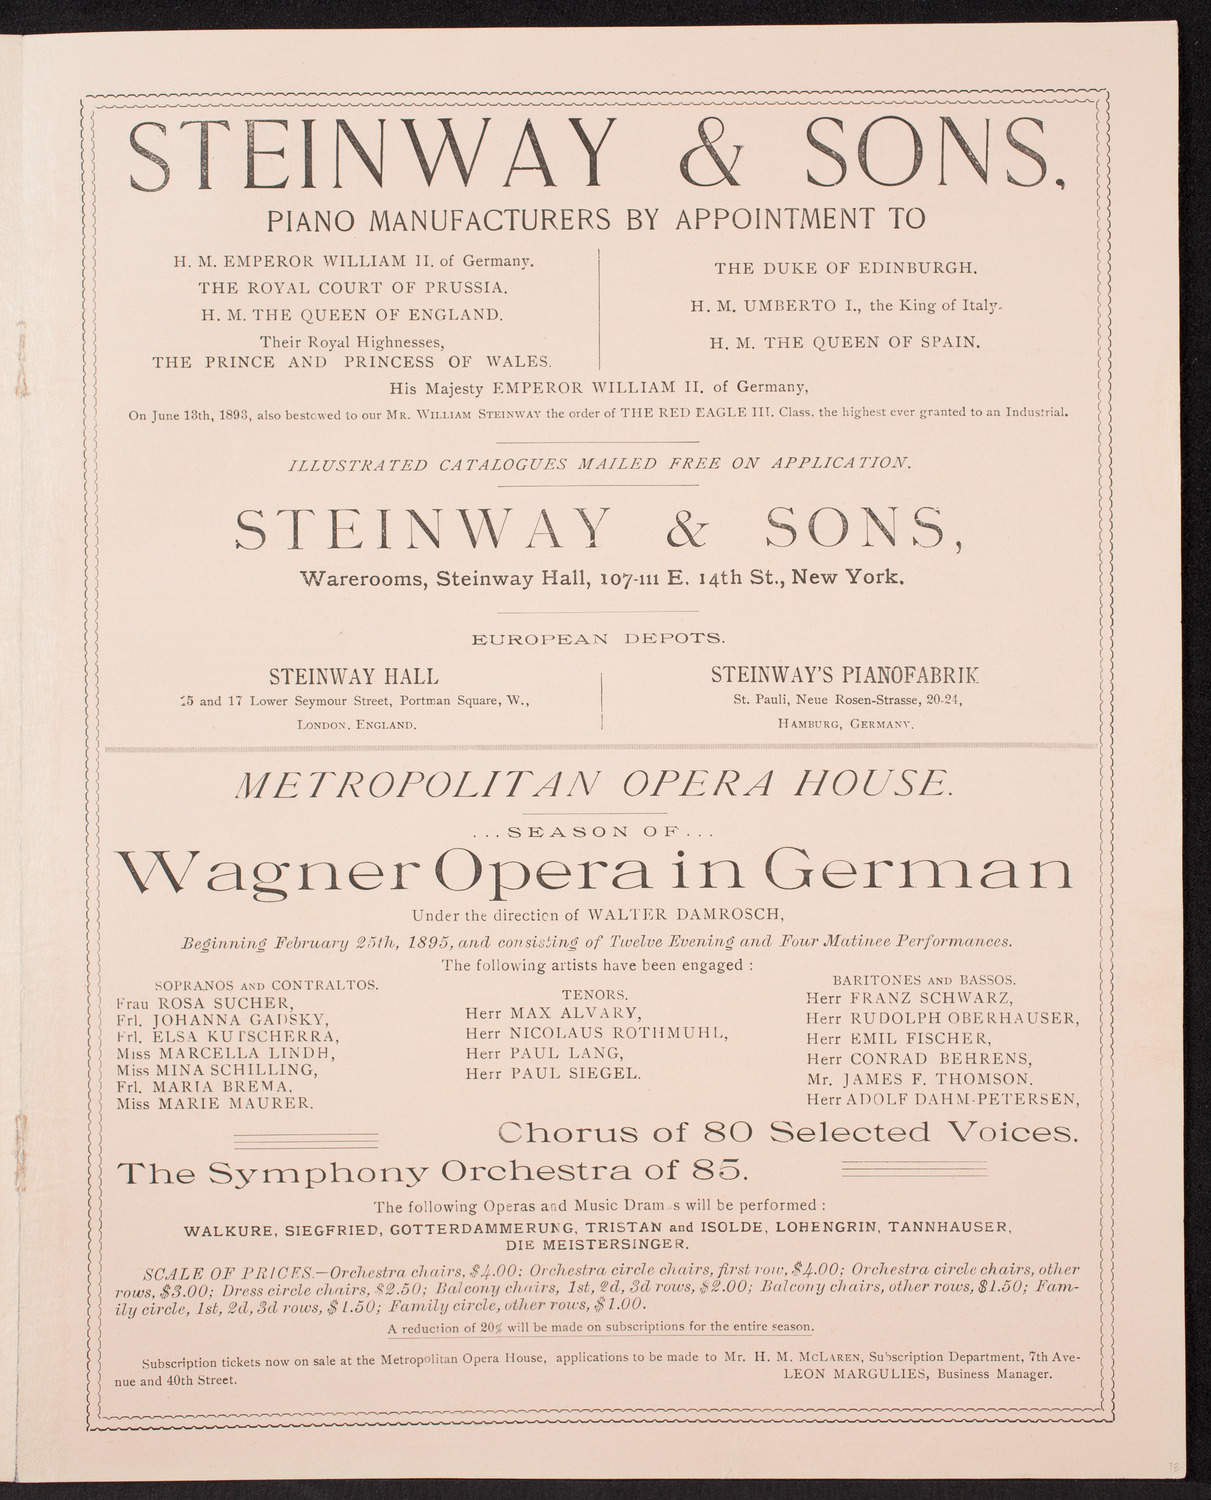 STEINWAY & SONS,
PIANO MANUFACTURERS BY APPOINTMENT TO
H. M. EMPEROR WILLIAM II. of Germany.
THE ROYAL COURT OF PRUSSIA.
H. M. THE QUEEN OF ENGLAND.
Their Royal Highnesses,
THE PRINCE AND PRINCESS OF WALES.
THE DUKE OF EDINBURGH.
H. M. UMBERTO I., the King of Italy.
H. M. THE QUEEN OF SPAIN.
His Majesty EMPEROR WILLIAM II. of Germany,
On June 13th, 1893, also bestowed to our MR. WILLIAM STEINWAY the order of THE RED EAGLE III. Class, the highest ever granted to an Industrial.
ILLUSTRATED CATALOGUES MAILED FREE ON APPLICATION.
STEINWAY & SONS,
Warerooms, Steinway Hall, 107-111 E. 14th St., New York.
EUROPEAN DEPOTS.
STEINWAY HALL
15 and 17 Lower Seymour Street, Portman Square, W.,
LONDON, ENGLAND.
STEINWAY'S PIANOFABRIK
St. Pauli, Neue Rosen-Strasse, 20-24,
HAMBURG, GERMANY.
METROPOLITAN OPERA HOUSE.
...SEASON OF...
Wagner Opera in German
Under the direction of WALTER DAMROSCH,
Beginning February 25th, 1895, and consisting of Twelve Evening and Four Matinee Performances.
The following artists have been engaged :
SOPRANOS AND CONTRALTOS.
Frau ROSA SUCHER,
Frl. JOHANNA GADSKY,
Frl. ELSA KUTSCHERRA,
Miss MARCELLA LINDH,
Miss MINA SCHILLING,
Frl. MARIA BREMA,
Miss MARIE MAURER.
TENORS.
Herr MAX ALVARY,
Herr NICOLAUS ROTHMUHL,
Herr PAUL LANG,
Herr PAUL SIEGEL.
BARITONES AND BASSOS.
Herr FRANZ SCHWARZ,
Herr RUDOLPH OBERHAUSER,
Herr EMIL FISCHER,
Herr CONRAD BEHRENS,
Mr. JAMES F. THOMSON.
Herr ADOLF DAHM-PETERSEN,
Chorus of 80 Selected Voices.
The Symphony Orchestra of 85.
The following Operas and Music Dramas will be performed :
WALKURE, SIEGFRIED, GOTTERDAMMERUNG, TRISTAN and ISOLDE, LOHENGRIN, TANNHAUSER,
DIE MEISTERSINGER.
SCALE OF PRICES.—Orchestra chairs, $4.00; Orchestra circle chairs, first row, $4.00; Orchestra circle chairs, other
rows, $3.00; Dress circle chairs, $2.50; Balcony chairs, 1st, 2d, 3d rows, $2.00; Balcony chairs, other rows, $1.50; Fam-
ily circle, 1st, 2d, 3d rows, $1.50; Family circle, other rows, $1.00.
A reduction of 20% will be made on subscriptions for the entire season.
Subscription tickets now on sale at the Metropolitan Opera House, applications to be made to Mr. H. M. McLAREN, Subscription Department, 7th Ave-
nue and 40th Street.
LEON MARGULIES, Business Manager.